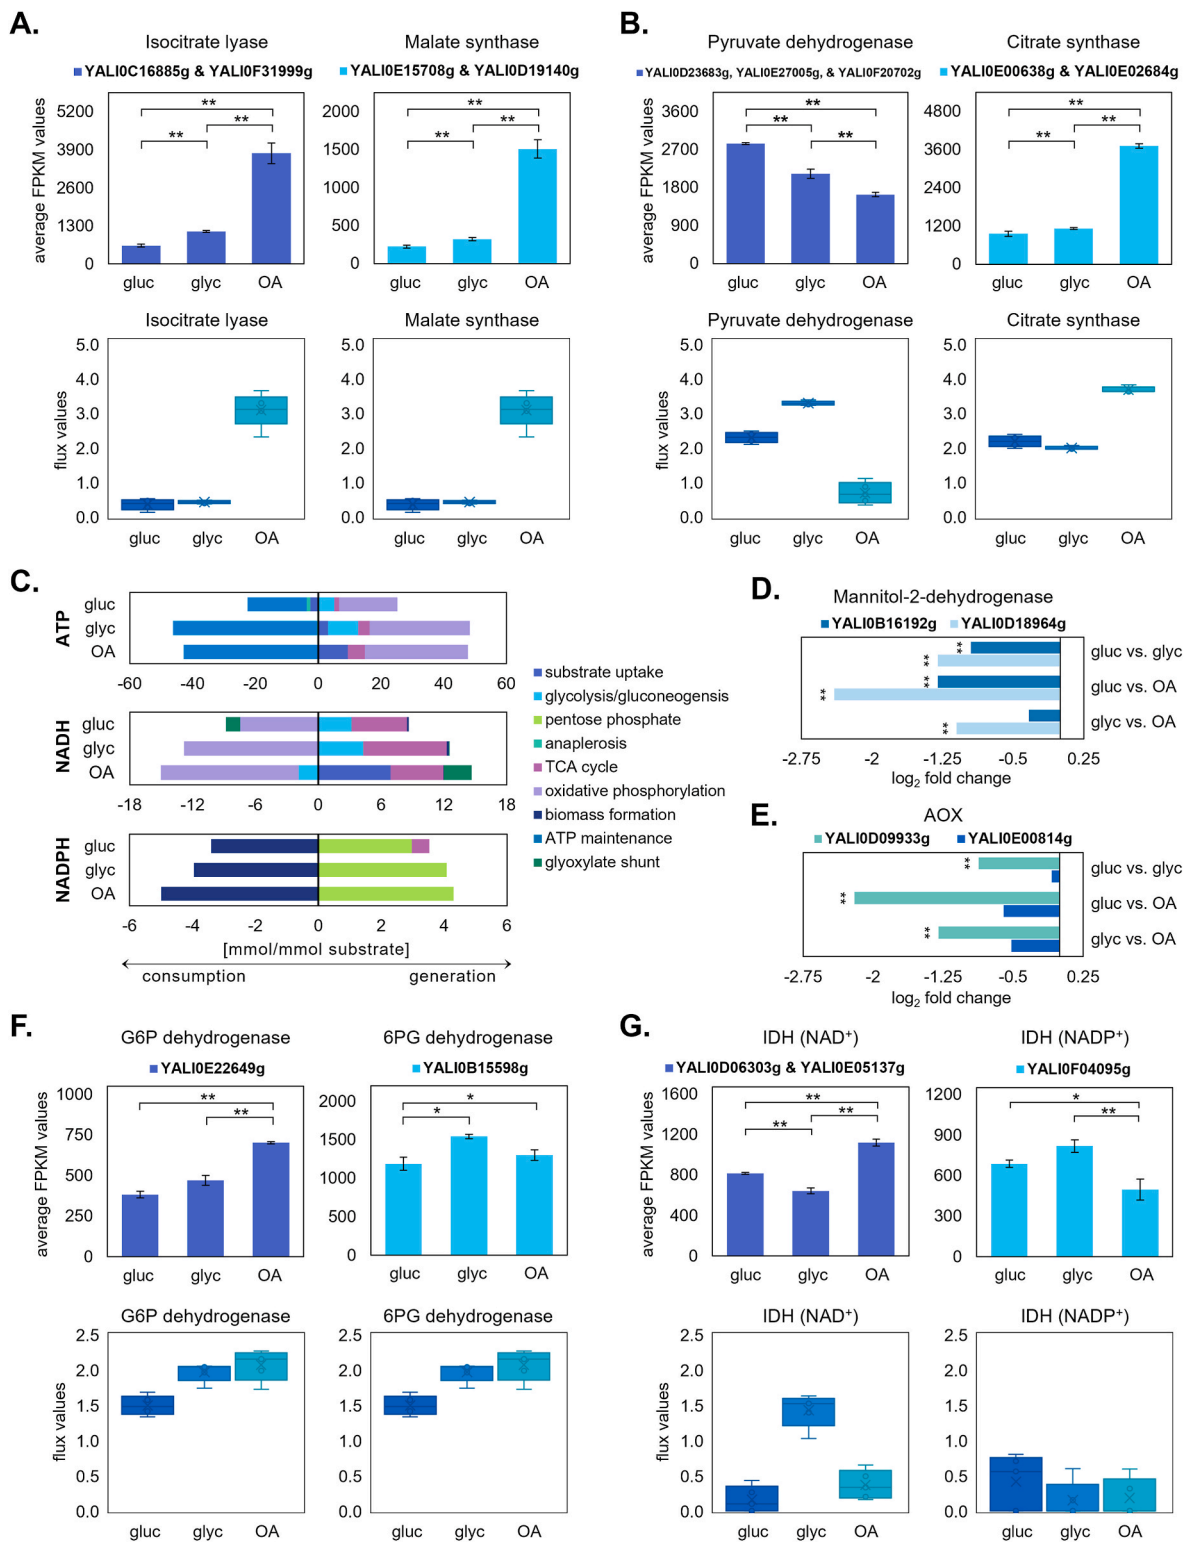 A.
Isocitrate lyase
YALI0C16885g & YALI0F31999g
average FPKM values
5200
3900
2600
1300
0
** ** **
gluc glyc OA
Malate synthase
YALI0E15708g & YALI0D19140g
2000
1500
1000
500
0
** ** **
gluc glyc OA
Isocitrate lyase
flux values
5.0
4.0
3.0
2.0
1.0
0.0
gluc glyc OA
Malate synthase
gluc glyc OA
B.
Pyruvate dehydrogenase
YALI0D23683g, YALI0E27005g, & YALI0F20702g
average FPKM values
3600
2700
1800
900
0
** ** **
gluc glyc OA
Citrate synthase
YALI0E00638g & YALI0E02684g
4800
3600
2400
1200
0
** ** **
gluc glyc OA
Pyruvate dehydrogenase
flux values
5.0
4.0
3.0
2.0
1.0
0.0
gluc glyc OA
Citrate synthase
gluc glyc OA
C.
ATP
gluc
glyc
OA
-60 -40 -20 0 20 40 60
NADH
gluc
glyc
OA
-18 -12 -6 0 6 12 18
NADPH
gluc
glyc
OA
-6 -4 -2 0 2 4 6
[mmol/mmol substrate]
consumption generation
substrate uptake
glycolysis/gluconeogensis
pentose phosphate
anaplerosis
TCA cycle
oxidative phosphorylation
biomass formation
ATP maintenance
glyoxylate shunt
D.
Mannitol-2-dehydrogenase
YALI0B16192g YALI0D18964g
** gluc vs. glyc
**
** gluc vs. OA
**
glyc vs. OA
**
-2.75 -2 -1.25 -0.5 0.25
log2 fold change
E.
AOX
YALI0D09933g YALI0E00814g
** gluc vs. glyc
** gluc vs. OA
** glyc vs. OA
-2.75 -2 -1.25 -0.5 0.25
log2 fold change
F.
G6P dehydrogenase
YALI0E22649g
average FPKM values
1000
750
500
250
0
** **
gluc glyc OA
6PG dehydrogenase
YALI0B15598g
2000
1500
1000
500
0
* *
gluc glyc OA
G6P dehydrogenase
flux values
2.5
2.0
1.5
1.0
0.5
0.0
gluc glyc OA
6PG dehydrogenase
gluc glyc OA
G.
IDH (NAD+)
YALI0D06303g & YALI0E05137g
average FPKM values
1600
1200
800
400
0
** ** **
gluc glyc OA
IDH (NADP+)
YALI0F04095g
1200
900
600
300
0
* **
gluc glyc OA
IDH (NAD+)
flux values
2.5
2.0
1.5
1.0
0.5
0.0
gluc glyc OA
IDH (NADP+)
2.5
2.0
1.5
1.0
0.5
0.0
gluc glyc OA